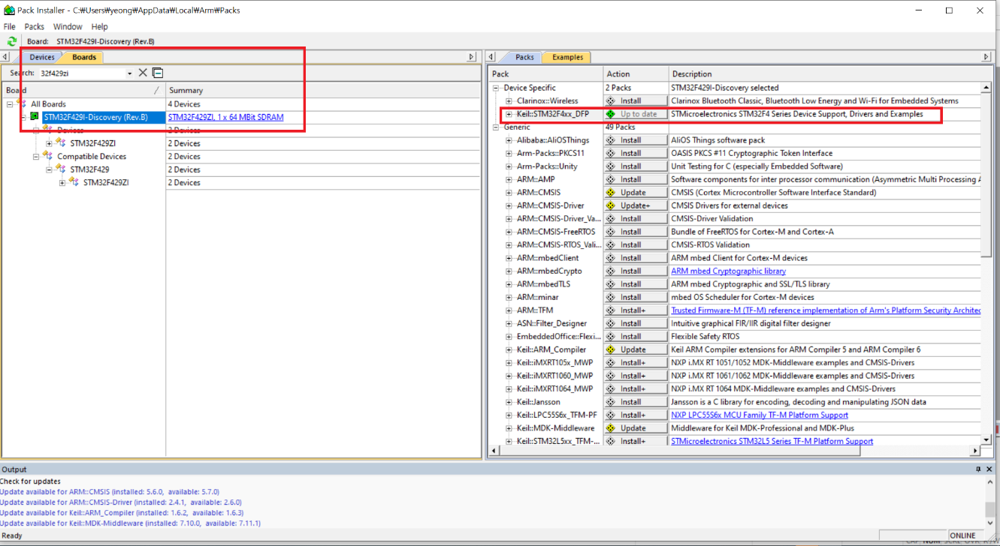 Pack Installer - C:₩Users₩yeong₩AppData₩Local₩Arm₩Packs
File Packs Window Help
Board: STM32F429I-Discovery (Rev.B)
Devices Boards
Search: 32f429zi
Board / Summary
All Boards 4 Devices
STM32F429I-Discovery (Rev.B) STM32F429ZI, 1 x 64 MBit SDRAM
Devices 2 Devices
STM32F429ZI 2 Devices
Compatible Devices 2 Devices
STM32F429 2 Devices
STM32F429ZI 2 Devices
Packs Examples
Pack Action Description
Device Specific 2 Packs STM32F429I-Discovery selected
Clarinox::Wireless Install Clarinox Bluetooth Classic, Bluetooth Low Energy and Wi-Fi for Embedded Systems
Keil::STM32F4xx_DFP Up to date STMicroelectronics STM32F4 Series Device Support, Drivers and Examples
Generic 49 Packs
Alibaba::AliOSThings Install AliOS Things software pack
Arm-Packs::PKCS11 Install OASIS PKCS #11 Cryptographic Token Interface
Arm-Packs::Unity Install Unit Testing for C (especially Embedded Software)
ARM::AMP Install Software components for inter processor communication (Asymmetric Multi Processing A
ARM::CMSIS Update CMSIS (Cortex Microcontroller Software Interface Standard)
ARM::CMSIS-Driver Update+ CMSIS Drivers for external devices
ARM::CMSIS-Driver_Va... Install CMSIS-Driver Validation
ARM::CMSIS-FreeRTOS Install Bundle of FreeRTOS for Cortex-M and Cortex-A
ARM::CMSIS-RTOS_Vali... Install CMSIS-RTOS Validation
ARM::mbedClient Install ARM mbed Client for Cortex-M devices
ARM::mbedCrypto Install ARM mbed Cryptographic library
ARM::mbedTLS Install ARM mbed Cryptographic and SSL/TLS library
ARM::minar Install mbed OS Scheduler for Cortex-M devices
ARM::TFM Install+ Trusted Firmware-M (TF-M) reference implementation of Arm's Platform Security Architec
ASN::Filter_Designer Install Intuitive graphical FIR/IIR digital filter designer
EmbeddedOffice::Flexi... Install Flexible Safety RTOS
Keil::ARM_Compiler Update Keil ARM Compiler extensions for ARM Compiler 5 and ARM Compiler 6
Keil::iMXRT105x_MWP Install+ NXP i.MX RT 1051/1052 MDK-Middleware examples and CMSIS-Drivers
Keil::iMXRT1060_MWP Install+ NXP i.MX RT 1061/1062 MDK-Middleware examples and CMSIS-Drivers
Keil::iMXRT1064_MWP Install+ NXP i.MX RT 1064 MDK-Middleware examples and CMSIS-Drivers
Keil::Jansson Install Jansson is a C library for encoding, decoding and manipulating JSON data
Keil::LPC55S6x_TFM-PF Install+ NXP LPC55S6x MCU Family TF-M Platform Support
Keil::MDK-Middleware Update Middleware for Keil MDK-Professional and MDK-Plus
Keil::STM32L5xx_TFM-... Install+ STMicroelectronics STM32L5 Series TF-M Platform Support
Output
Check for updates
Update available for ARM::CMSIS (installed: 5.6.0, available: 5.7.0)
Update available for ARM::CMSIS-Driver (installed: 2.4.1, available: 2.6.0)
Update available for Keil::ARM_Compiler (installed: 1.6.2, available: 1.6.3)
Update available for Keil::MDK-Middleware (installed: 7.10.0, available: 7.11.1)
Ready ONLINE